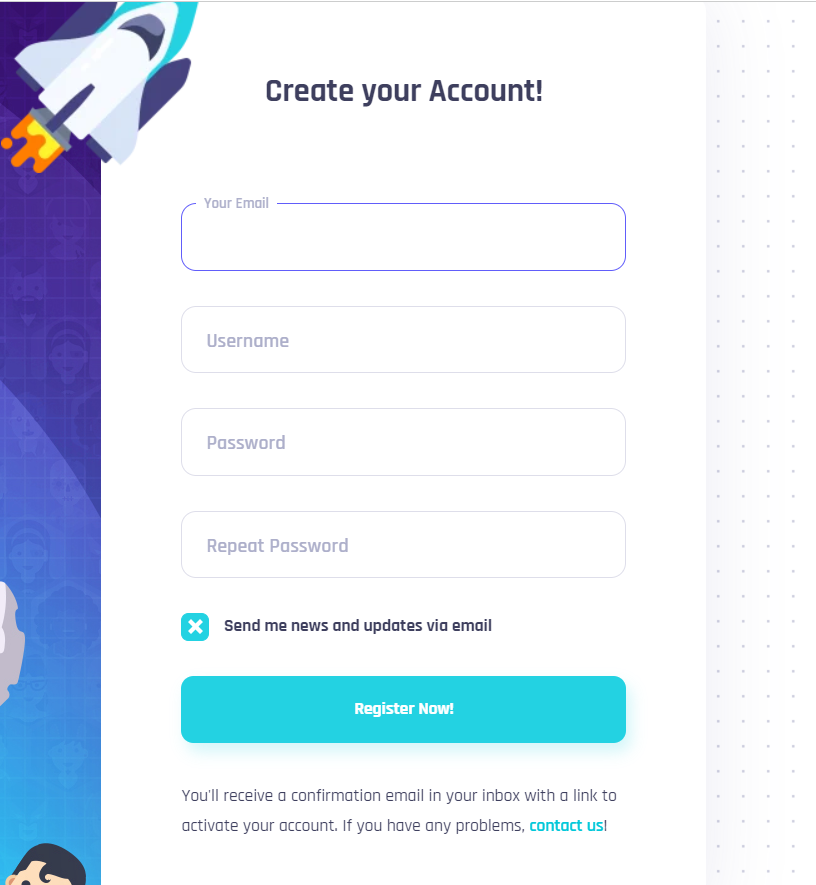 Create your Account!
Your Email
Username
Password
Repeat Password
Send me news and updates via email
Register Now!
You'll receive a confirmation email in your inbox with a link to
activate your account. If you have any problems, contact us!